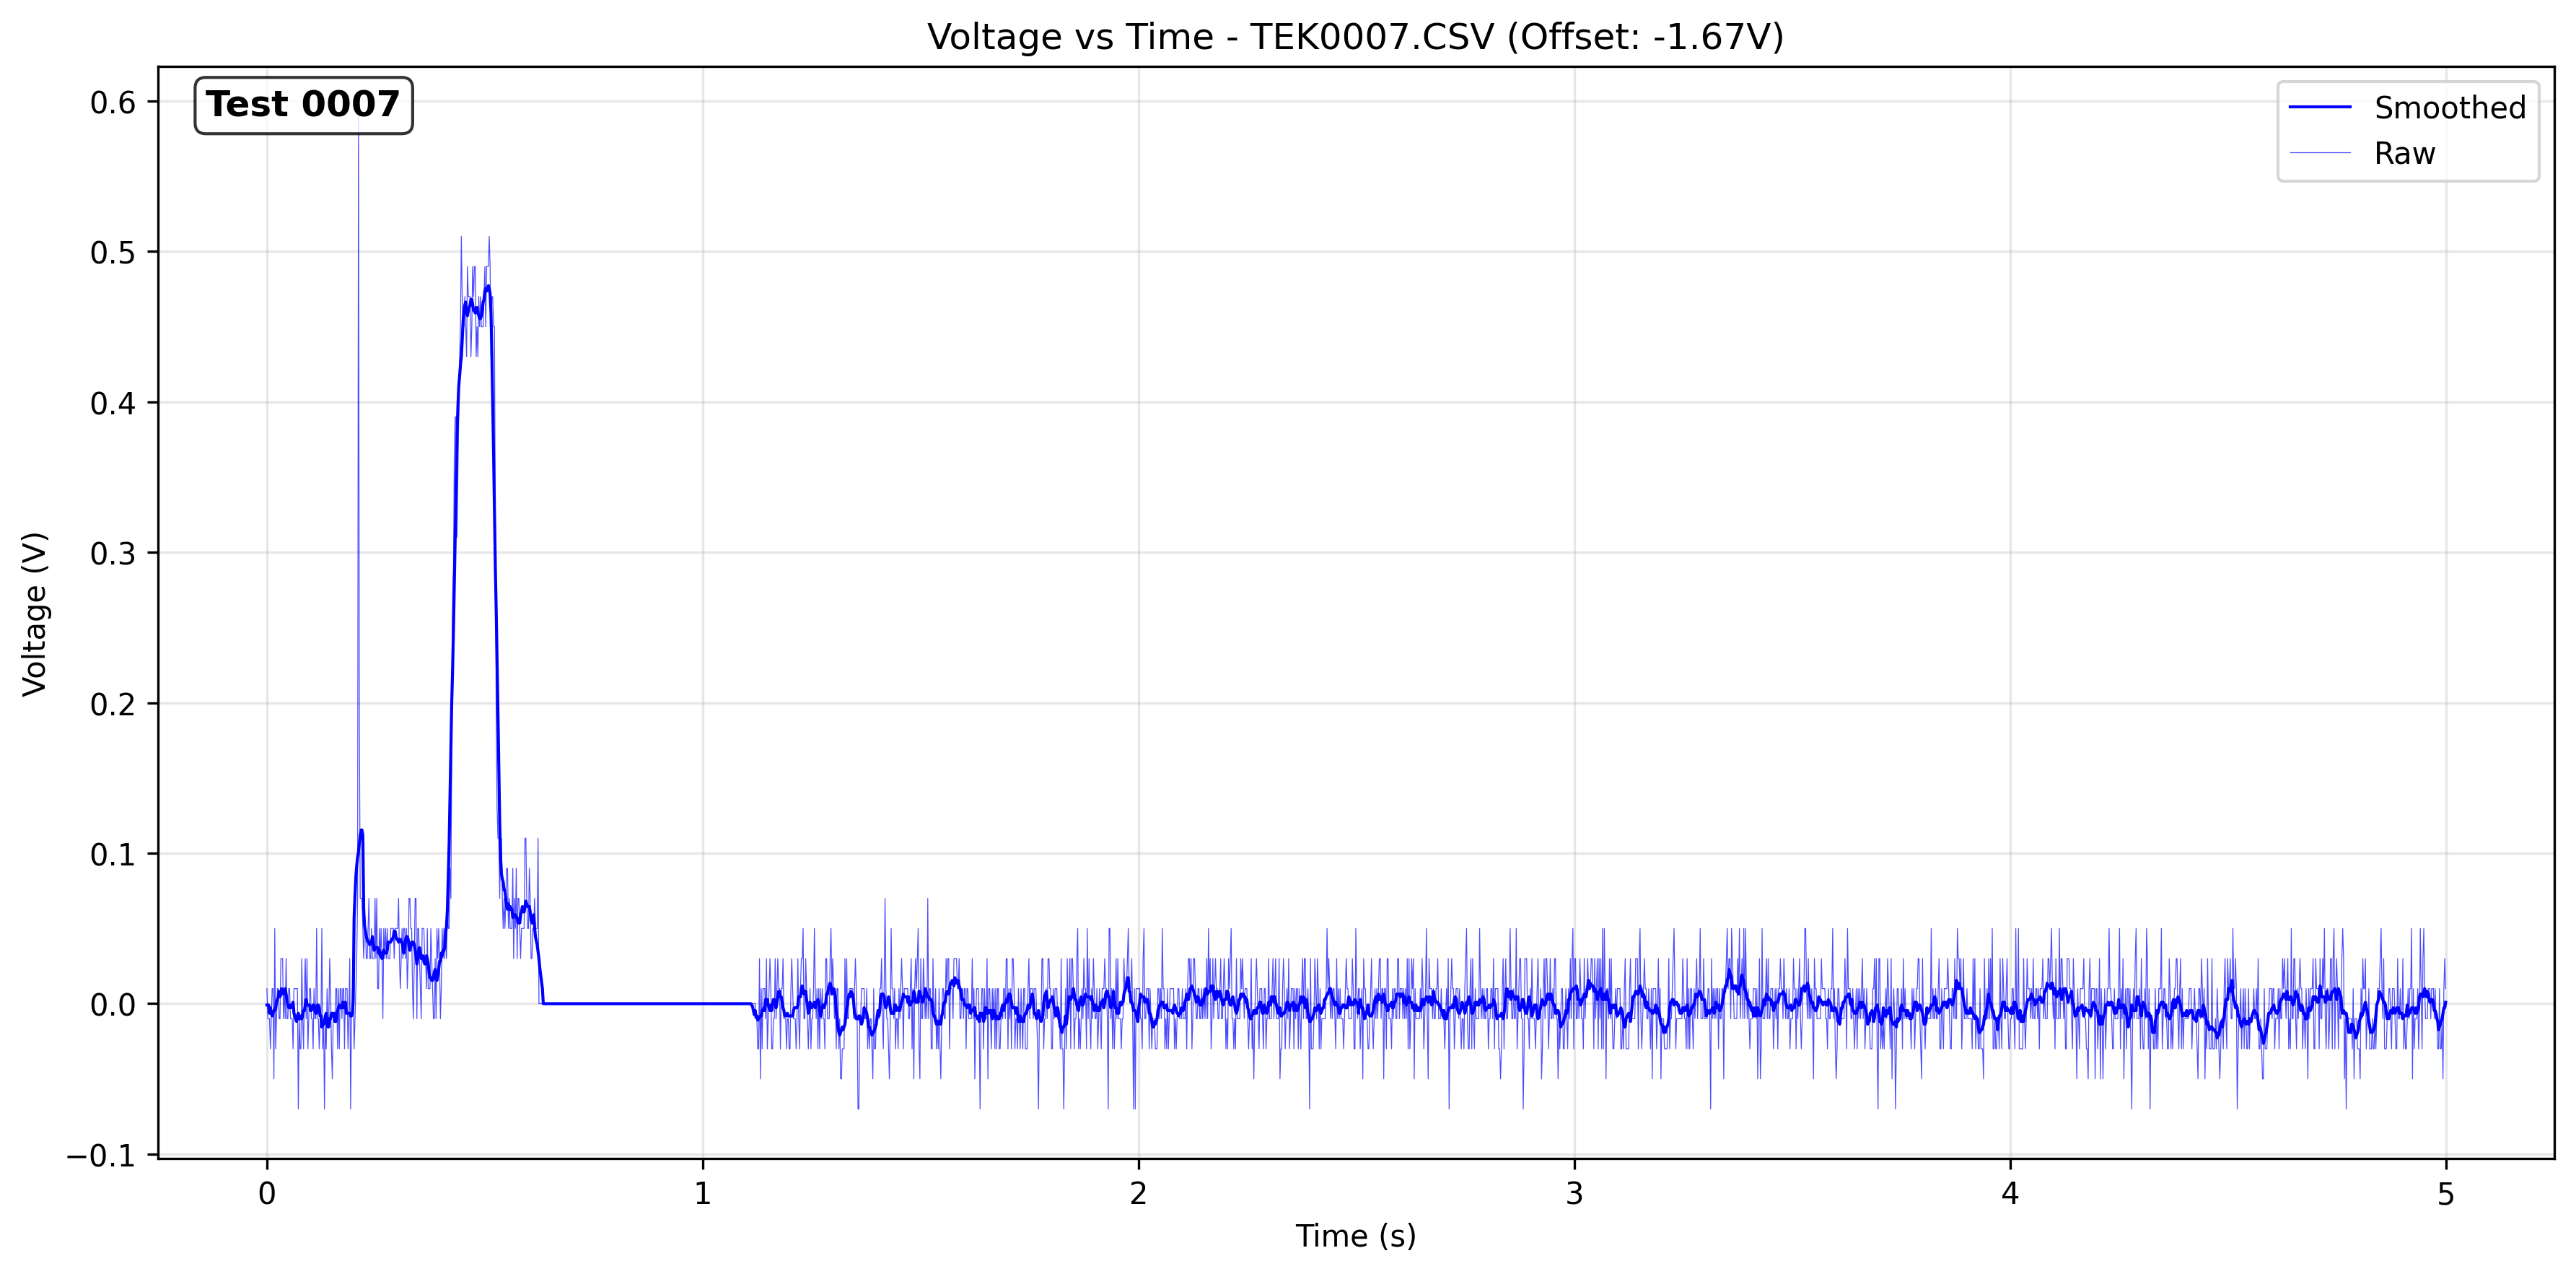 Voltage vs Time - TEK0007.CSV (Offset: -1.67V)
Test 0007
Smoothed
Raw
Voltage (V)
0.6
0.5
0.4
0.3
0.2
0.1
0.0
−0.1
0 1 2 3 4 5
Time (s)